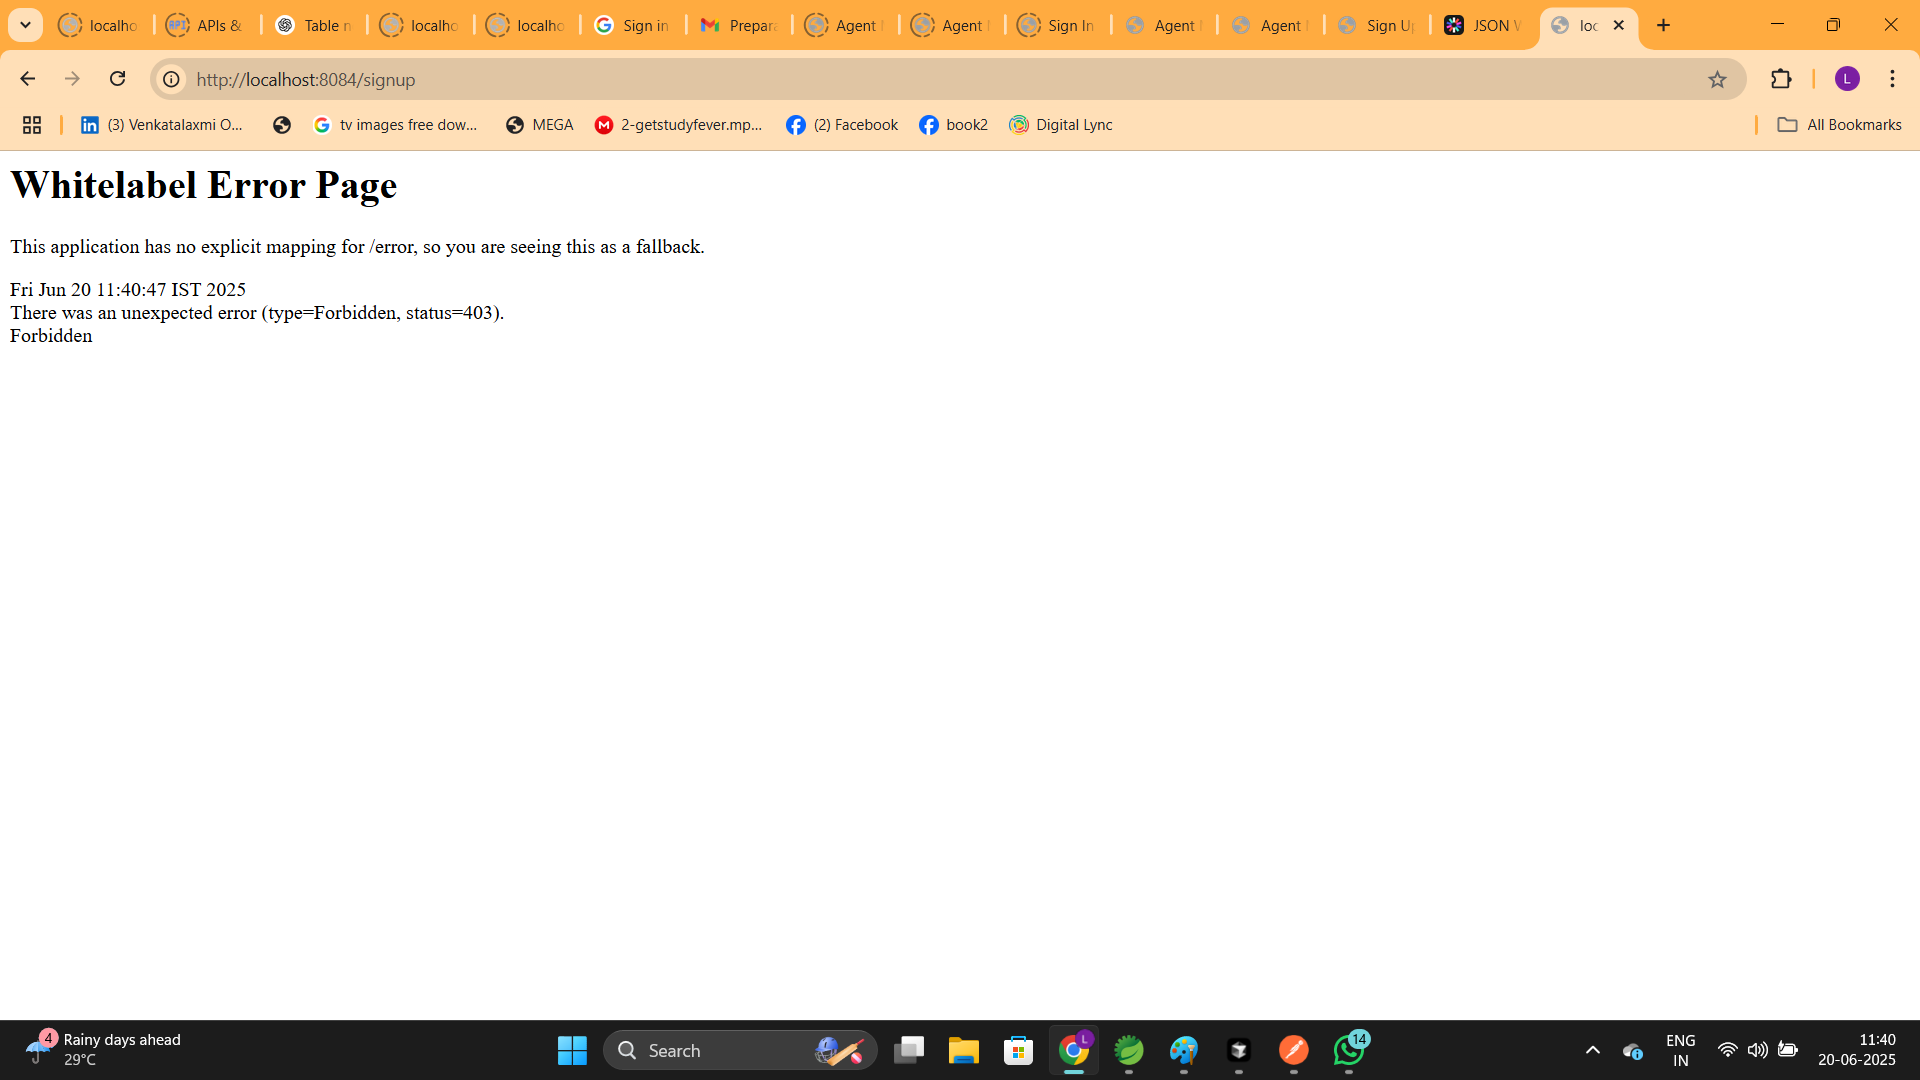 localho
APIs &
Table n
localho
localho
Sign in
Prepara
Agent
Agent
Sign In
Agent
Agent
Sign Up
JSON V
loc
http://localhost:8084/signup
L
(3) Venkatalaxmi O...
tv images free dow...
MEGA
2-getstudyfever.mp...
(2) Facebook
book2
Digital Lync
All Bookmarks
Whitelabel Error Page
This application has no explicit mapping for /error, so you are seeing this as a fallback.
Fri Jun 20 11:40:47 IST 2025
There was an unexpected error (type=Forbidden, status=403).
Forbidden
4
Rainy days ahead
29°C
Search
L
14
ENG
IN
11:40
20-06-2025